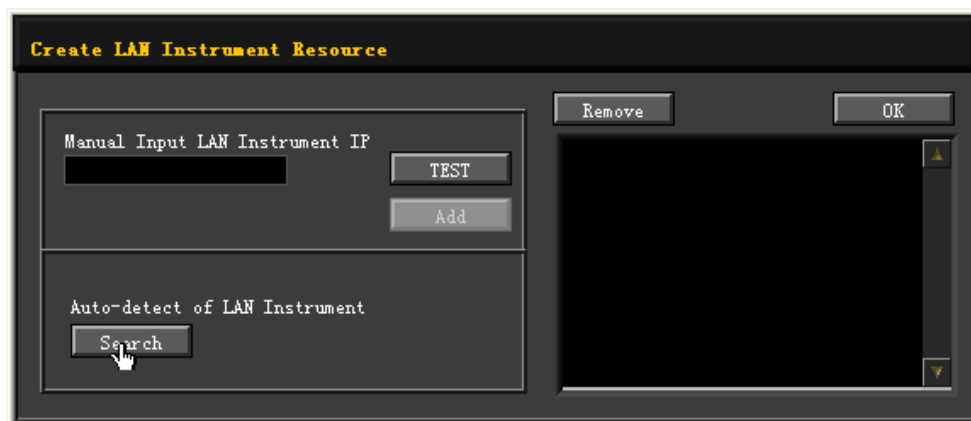 Create LAN Instrument Resource
Remove
OK
Manual Input LAN Instrument IP
TEST
Add
Auto-detect of LAN Instrument
Search